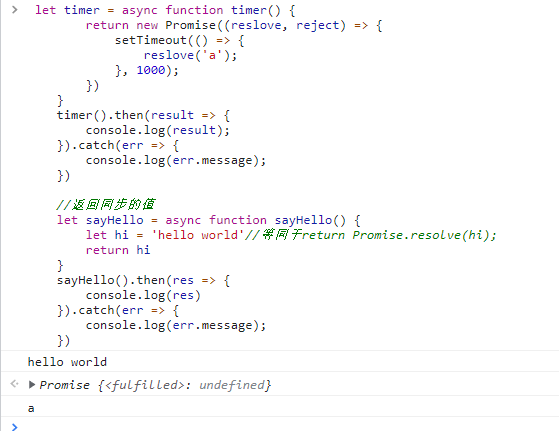 let timer = async function timer() {
return new Promise((reslove, reject) => {
setTimeout(() => {
reslove('a');
}, 1000);
})
}
timer().then(result => {
console.log(result);
}).catch(err => {
console.log(err.message);
})
//返回同步的值
let sayHello = async function sayHello() {
let hi = 'hello world'//等同于return Promise.resolve(hi);
return hi
}
sayHello().then(res => {
console.log(res)
}).catch(err => {
console.log(err.message);
})
hello world
Promise {<fulfilled>: undefined}
a